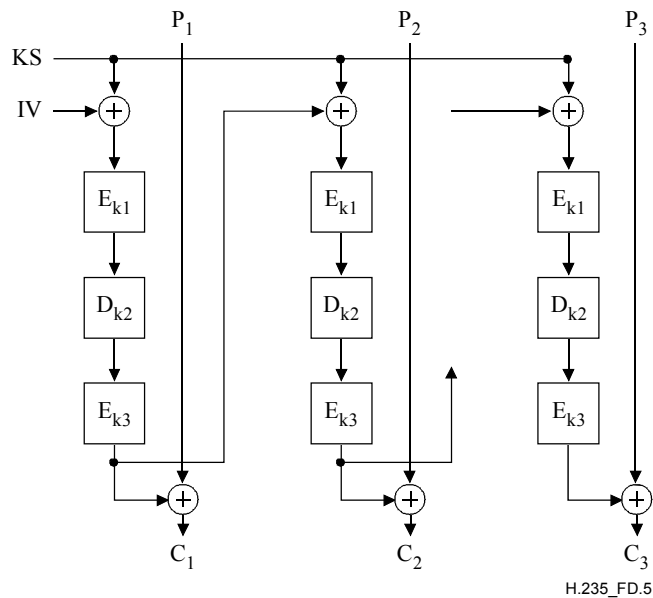 P1 P2 P3
KS
IV
Ek1 Ek1 Ek1
Dk2 Dk2 Dk2
Ek3 Ek3 Ek3
C1 C2 C3
H.235_FD.5